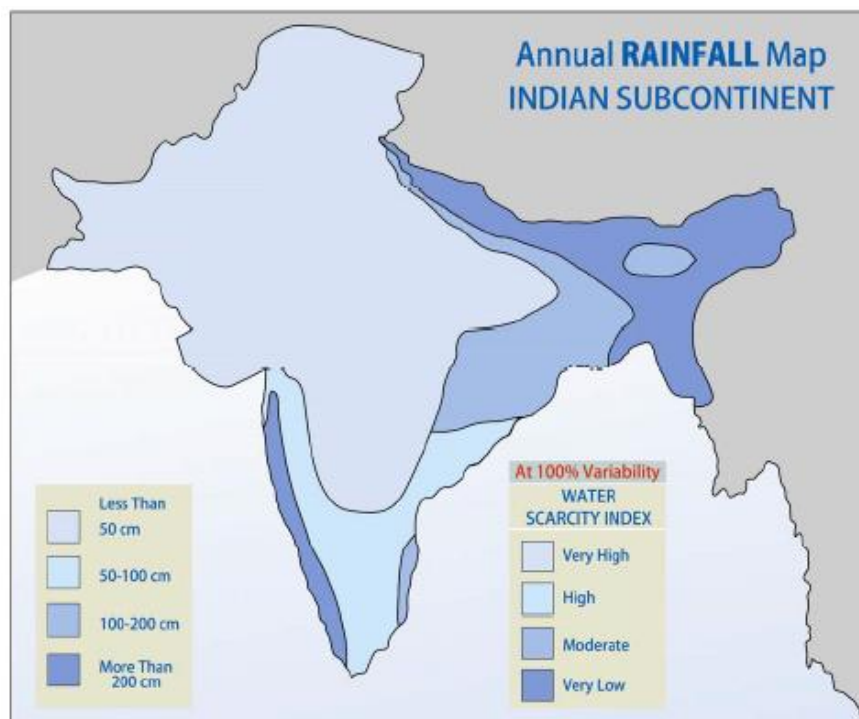 Annual RAINFALL Map
INDIAN SUBCONTINENT
Less Than
50 cm
50-100 cm
100-200 cm
More Than
200 cm
At 100% Variability
WATER
SCARCITY INDEX
Very High
High
Moderate
Very Low